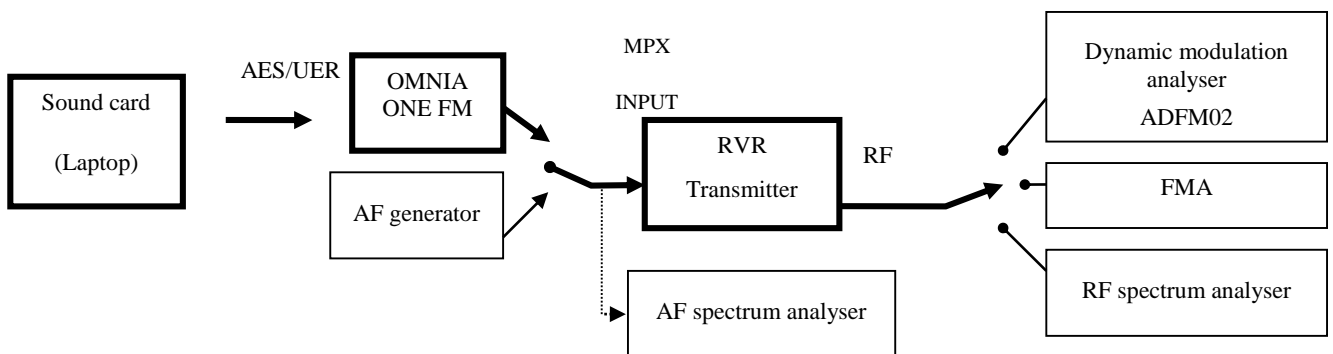 Sound card
(Laptop)
AES/UER
OMNIA
ONE FM
AF generator
MPX
INPUT
RVR
Transmitter
AF spectrum analyser
RF
Dynamic modulation
analyser
ADFM02
FMA
RF spectrum analyser